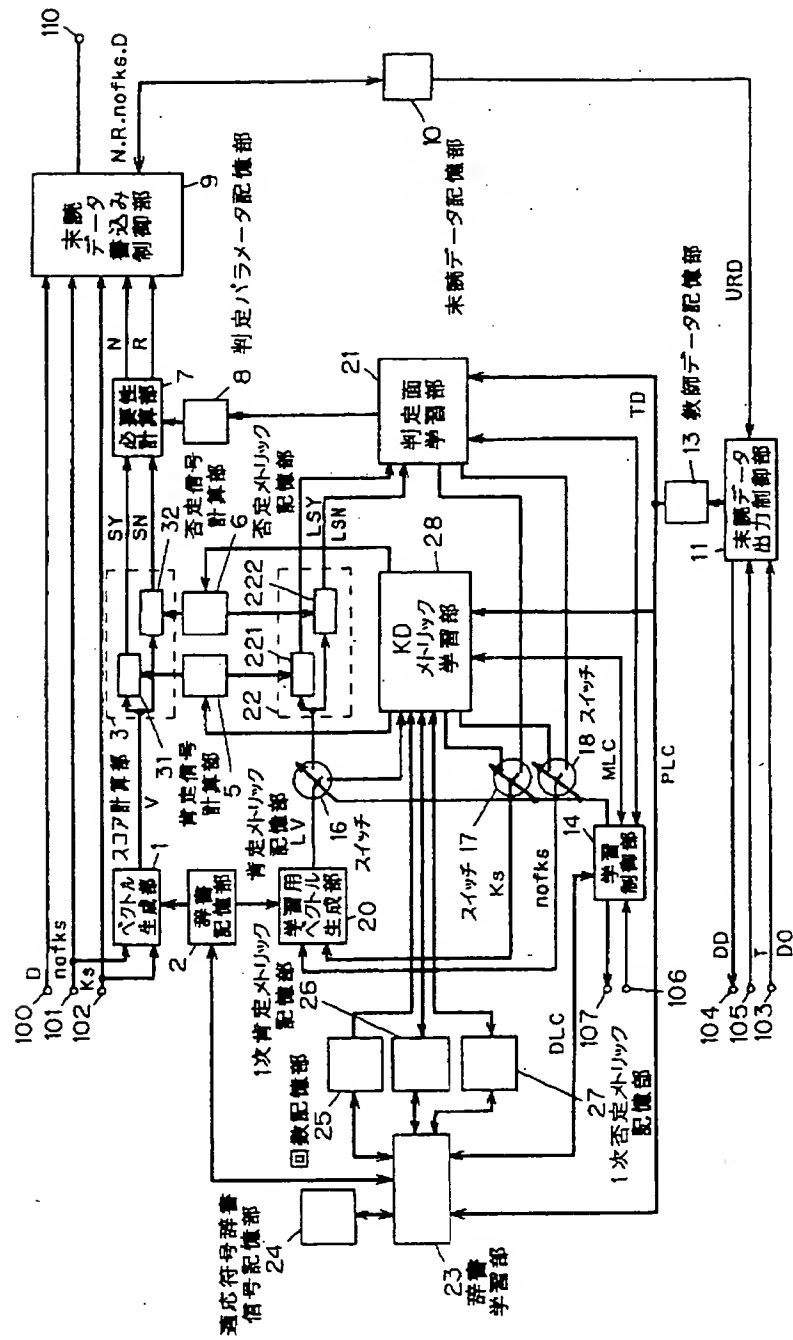 100
D
101
nofks
102
Ks
ベクトル
生成部
1
V
スコア計算部 3
31
32
SY
SN
必要性
計算部
7
N
R
未読
データ
書込み
制御部
9
110
N.R.nofks.D
10
未読データ記憶部
8 判定パラメータ記憶部
否定信号
計算部
6
肯定信号
計算部
5
辞書
記憶部
2
否定メトリック
記憶部
LSY
LSN
222
221
22
肯定メトリック
記憶部
LV
16
スイッチ
学習用
ベクトル
生成部
20
判定面
学習部
21
KD
メトリック
学習部
28
1次肯定メトリック
記憶部
26
回数記憶部
25
27
1次否定メトリック
記憶部
適応符号辞書
信号記憶部
24
23
辞書
学習部
スイッチ 17
Ks
nofks
18 スイッチ
MLC
14
学習
制御部
PLC
DLC
107
106
TD
13 教師データ記憶部
URD
未読データ
出力制御部
11
104
DD
105
T
103
DO